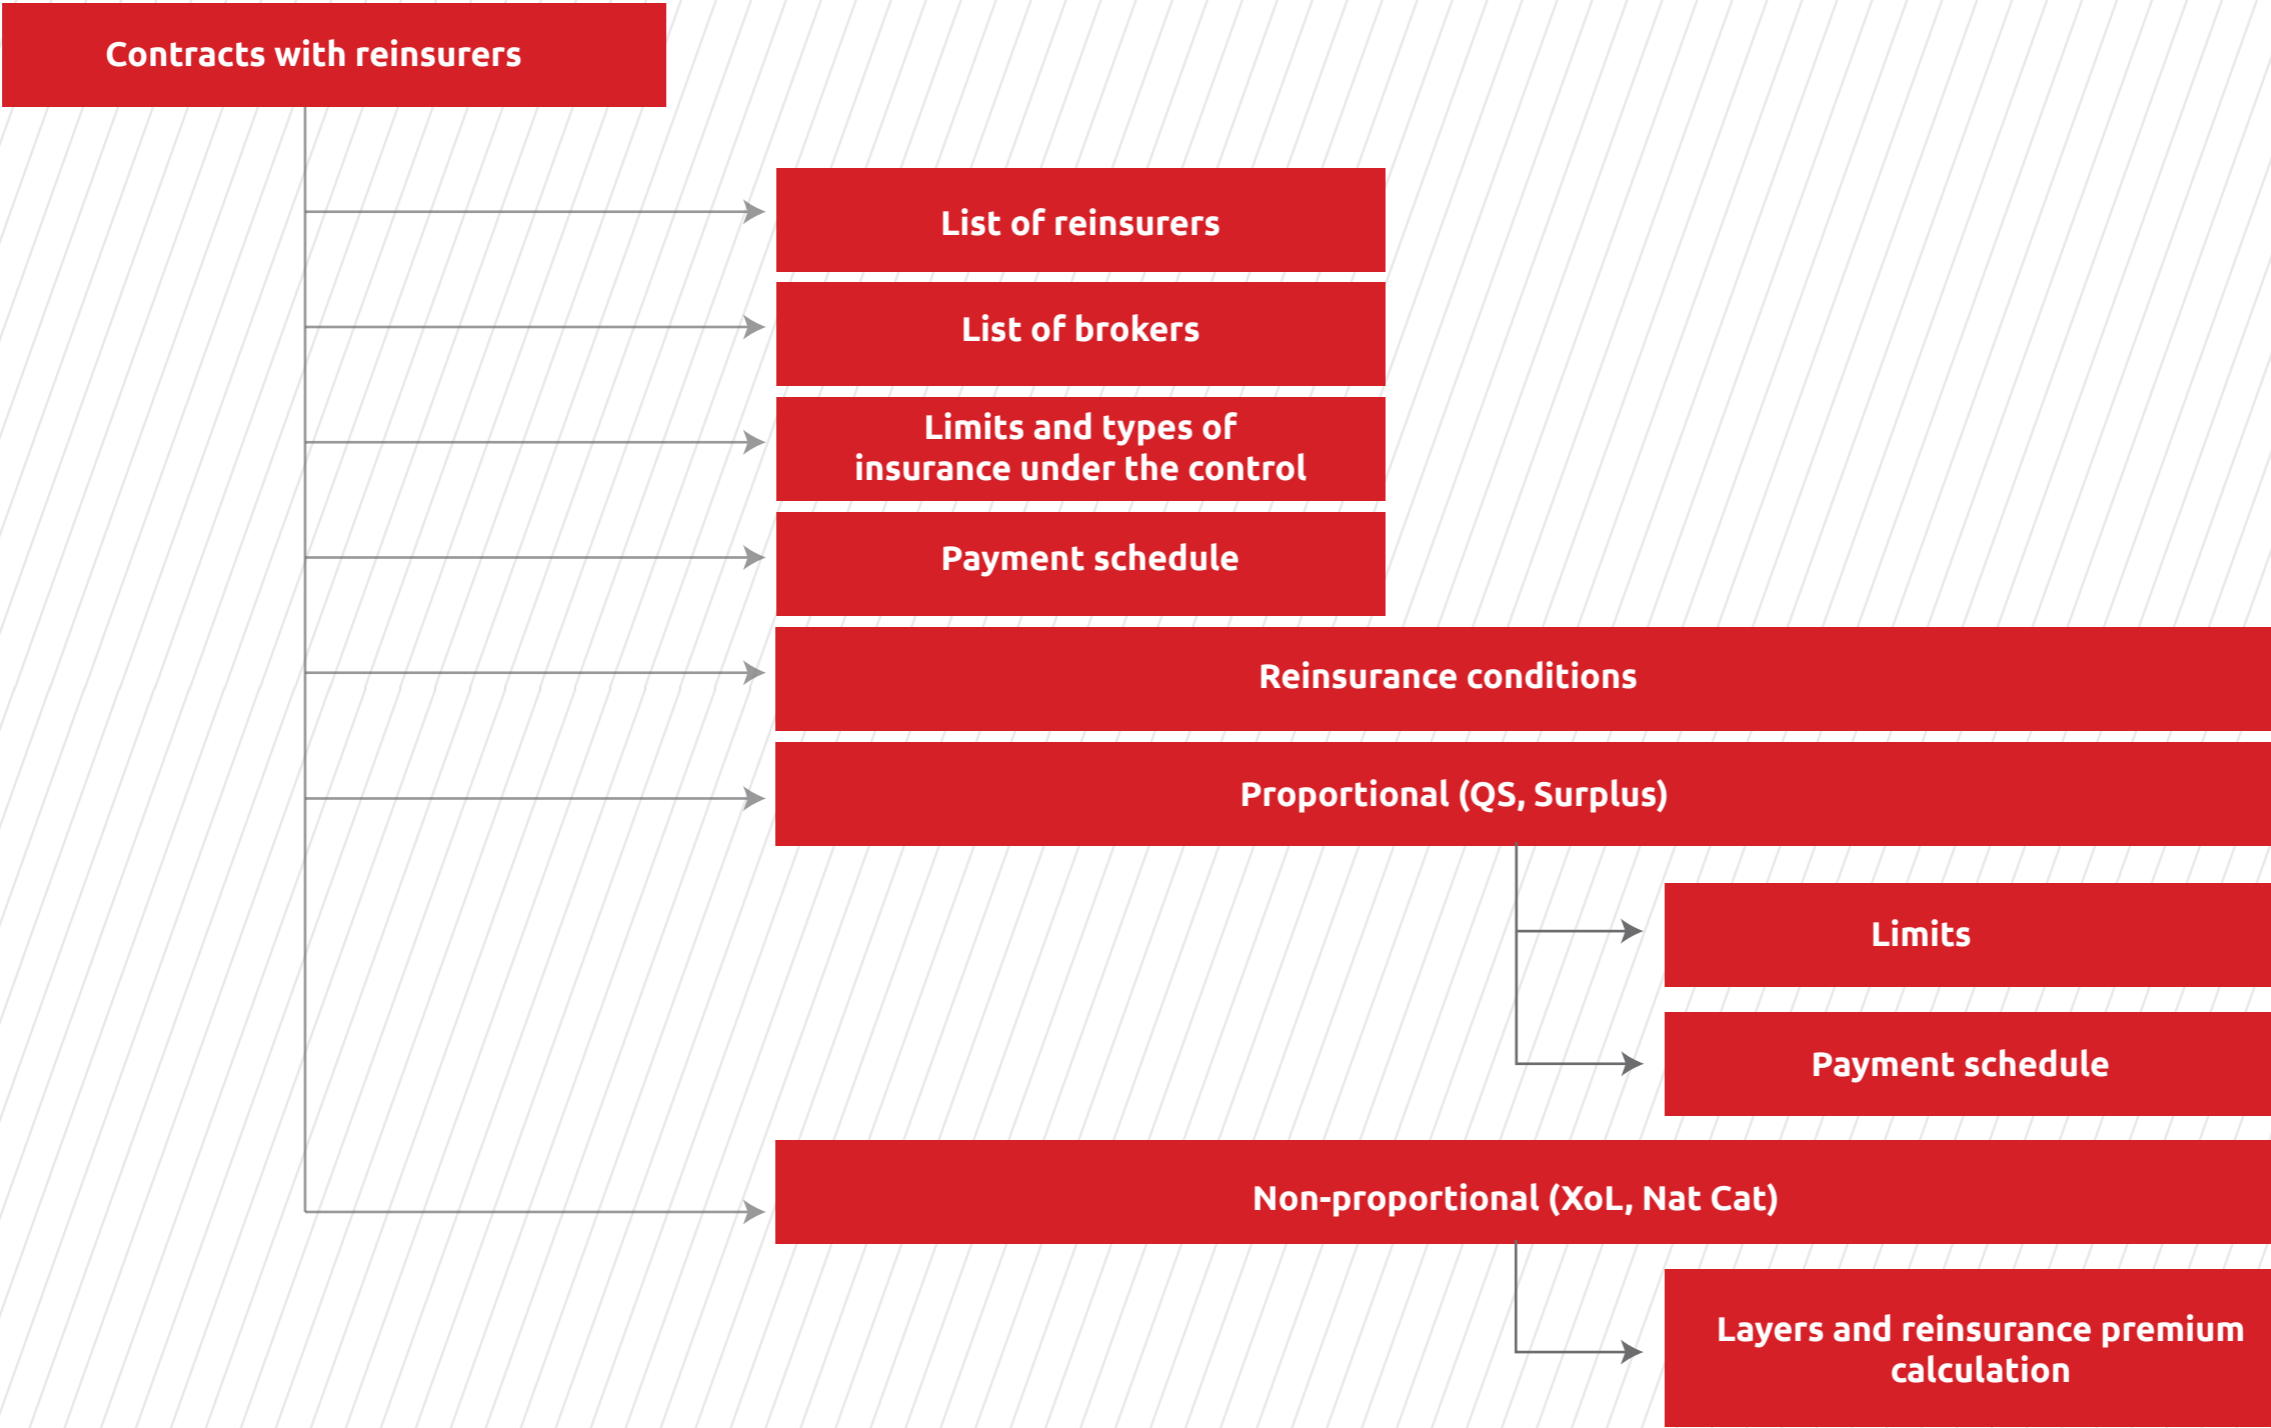 Contracts with reinsurers
List of reinsurers
List of brokers
Limits and types of
insurance under the control
Payment schedule
Reinsurance conditions
Proportional (QS, Surplus)
Limits
Payment schedule
Non-proportional (XoL, Nat Cat)
Layers and reinsurance premium
calculation